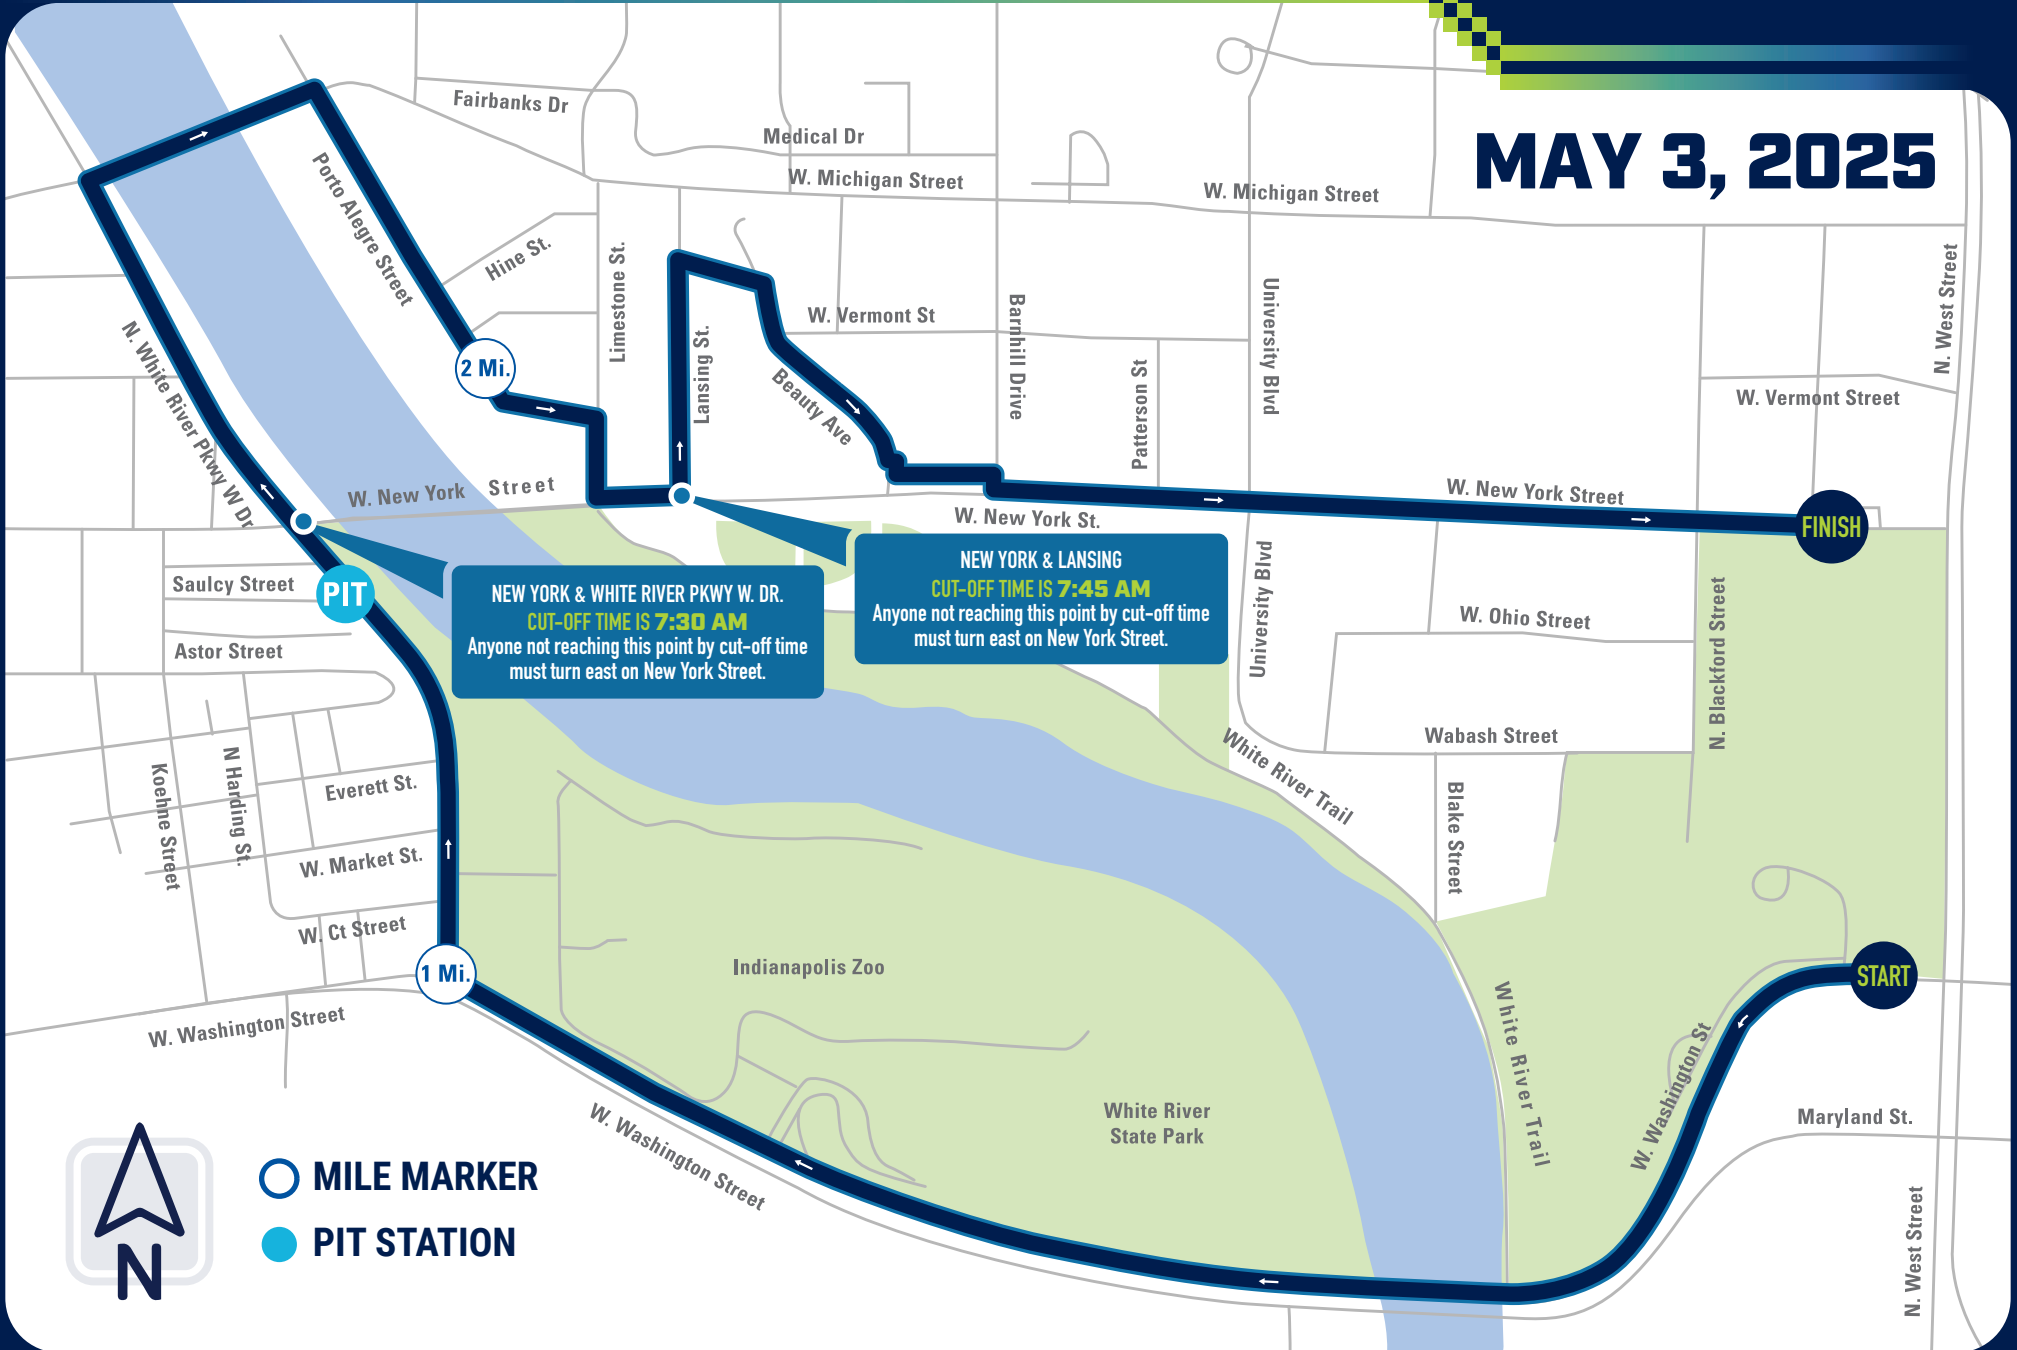 MAY 3, 2025
Fairbanks Dr
Medical Dr
W. Michigan Street
W. Michigan Street
Porto Alegre Street
Hine St.
Limestone St.
Lansing St.
W. Vermont St
Beauty Ave
Barnhill Drive
University Blvd
Patterson St
N. West Street
W. Vermont Street
N. White River Pkwy W Dr
2 Mi.
W. New York Street
W. New York St.
W. New York Street
FINISH
NEW YORK & WHITE RIVER PKWY W. DR.
CUT-OFF TIME IS 7:30 AM
Anyone not reaching this point by cut-off time
must turn east on New York Street.
NEW YORK & LANSING
CUT-OFF TIME IS 7:45 AM
Anyone not reaching this point by cut-off time
must turn east on New York Street.
Saulcy Street
PIT
Astor Street
University Blvd
W. Ohio Street
N. Blackford Street
Wabash Street
White River Trail
Blake Street
Koehne Street
N Harding St.
Everett St.
W. Market St.
W. Ct Street
1 Mi.
W. Washington Street
Indianapolis Zoo
START
White River Trail
W. Washington St
W. Washington Street
White River
State Park
Maryland St.
N. West Street
MILE MARKER
PIT STATION
N